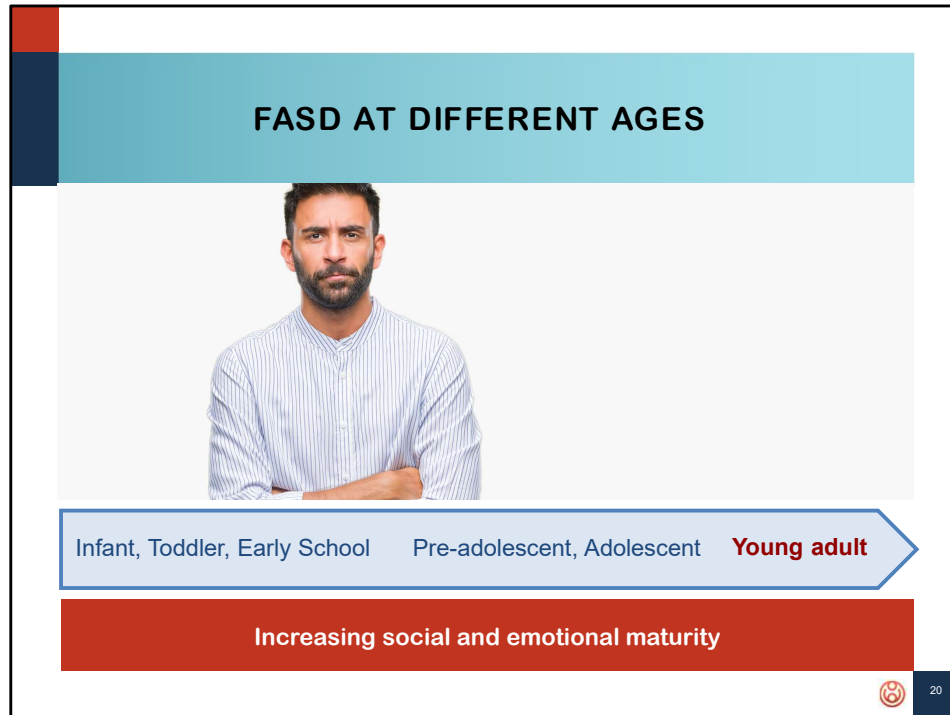 FASD AT DIFFERENT AGES
Infant, Toddler, Early School Pre-adolescent, Adolescent Young adult
Increasing social and emotional maturity
20